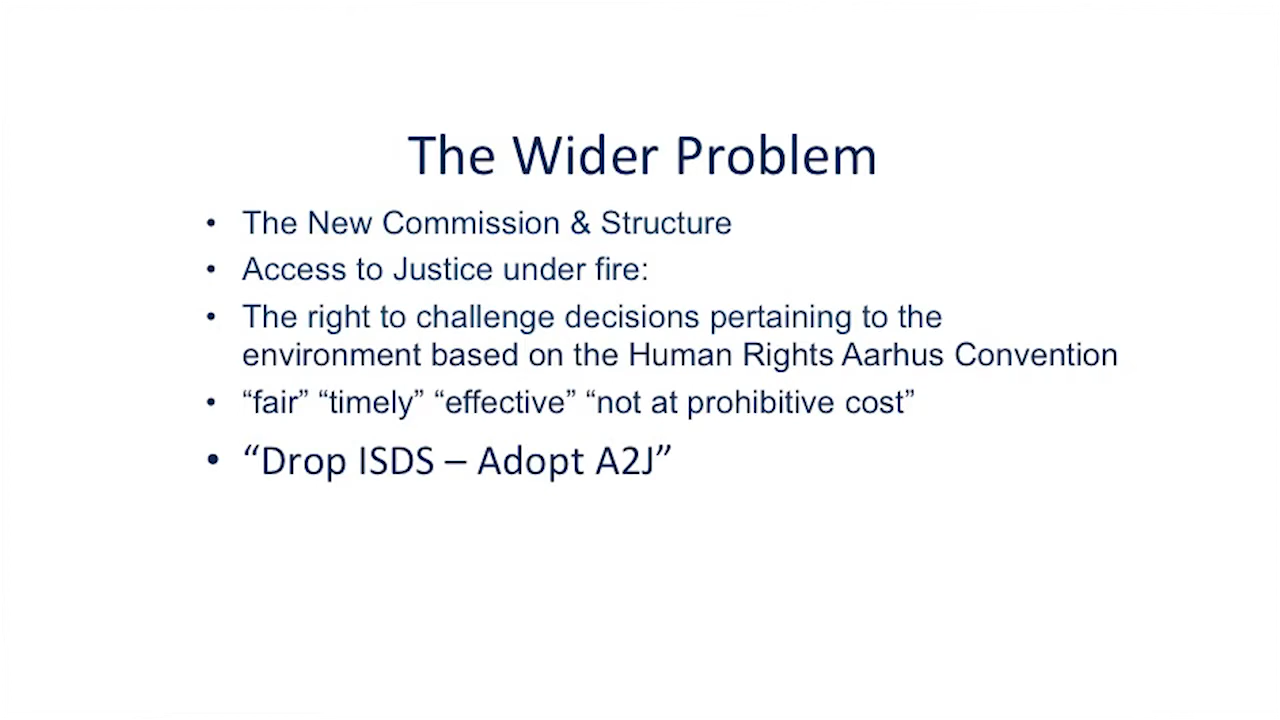 The Wider Problem
• The New Commission & Structure
• Access to Justice under fire:
• The right to challenge decisions pertaining to the
environment based on the Human Rights Aarhus Convention
• “fair” “timely” “effective” “not at prohibitive cost”
• “Drop ISDS – Adopt A2J”